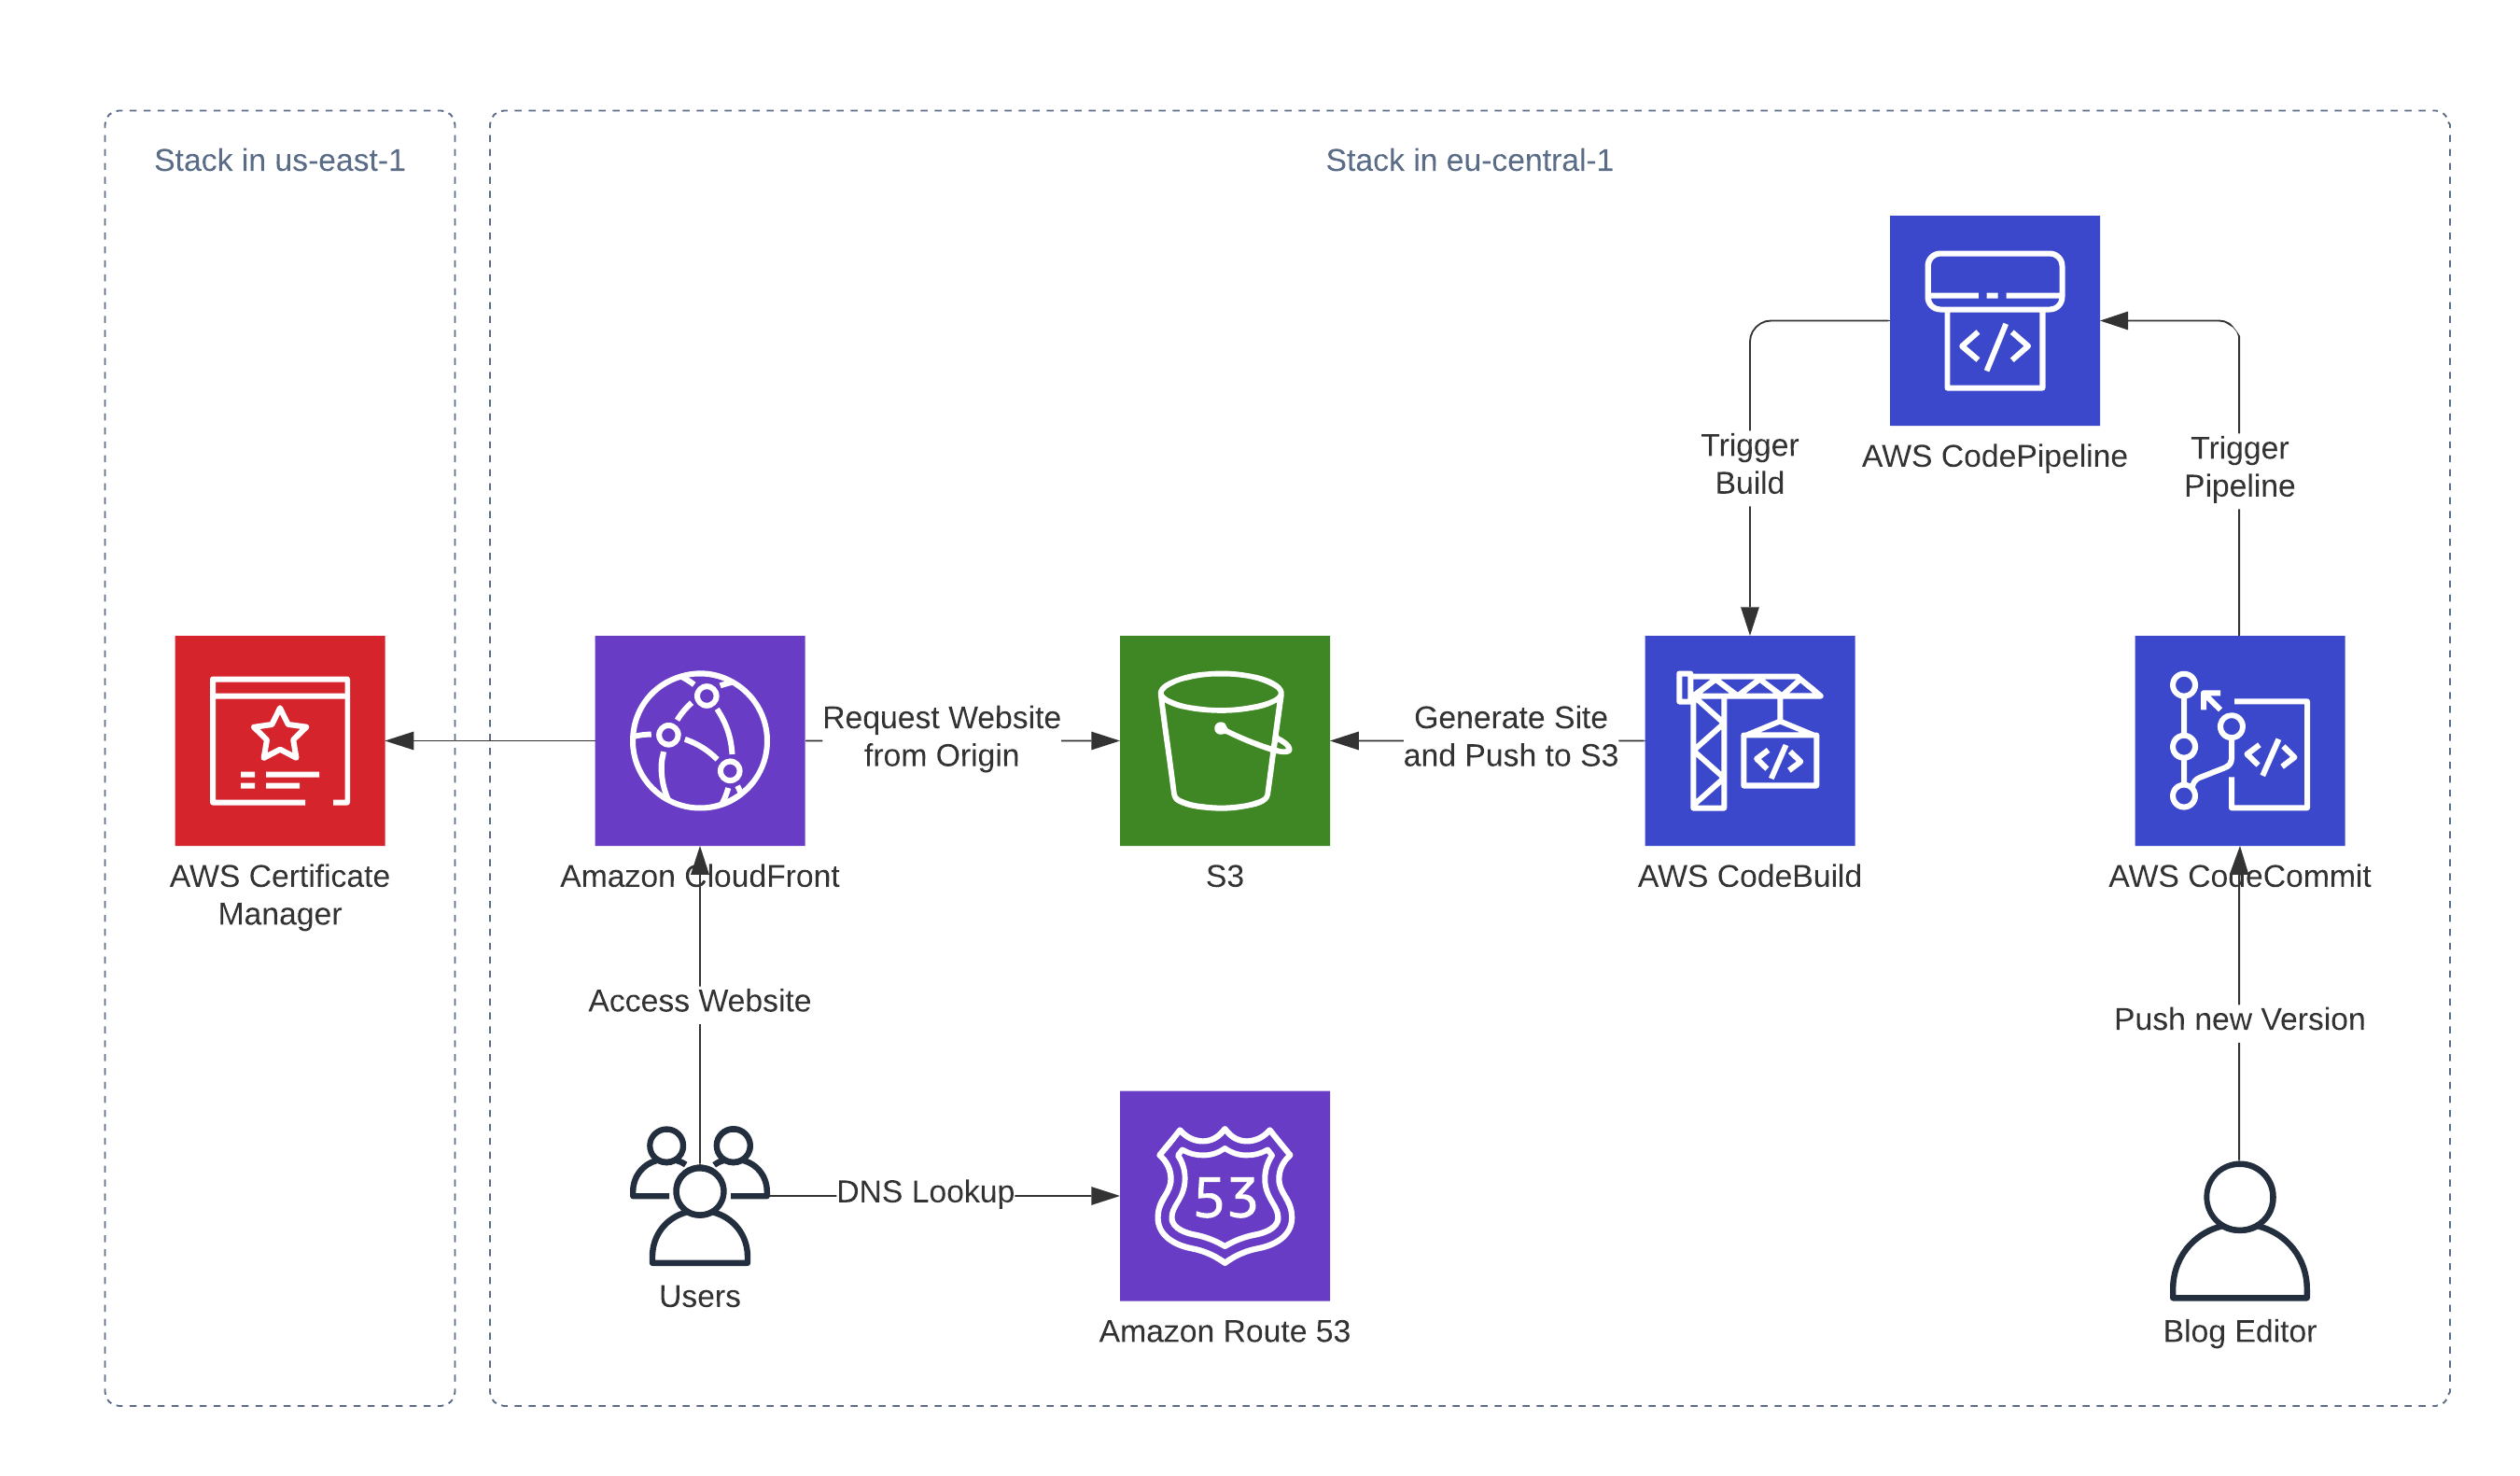 Stack in us-east-1
Stack in eu-central-1
AWS CodePipeline
Trigger
Build
Trigger
Pipeline
Request Website
from Origin
Generate Site
and Push to S3
AWS Certificate
Manager
Amazon CloudFront
S3
AWS CodeBuild
AWS CodeCommit
Access Website
Push new Version
DNS Lookup
53
Users
Amazon Route 53
Blog Editor